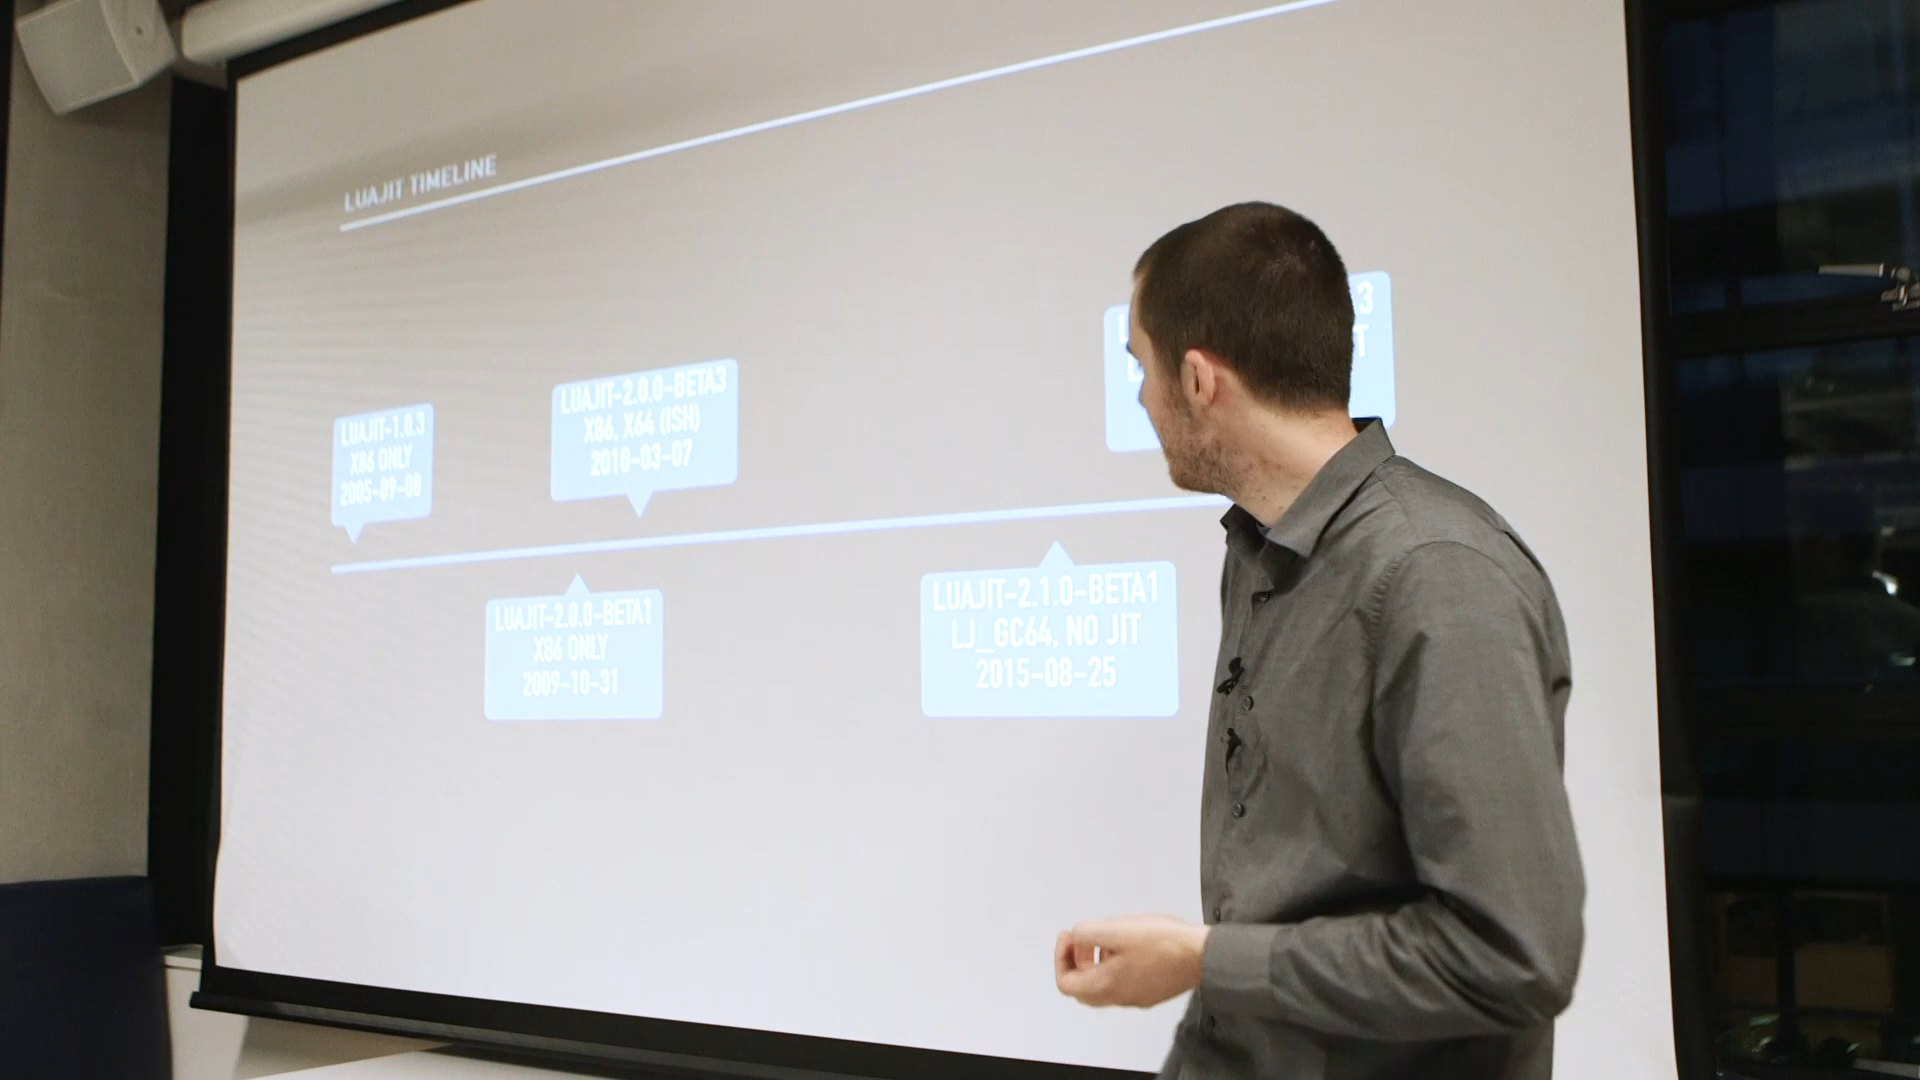 LUAJIT TIMELINE
LUAJIT-1.0.3
X86 ONLY
2005-09-08
LUAJIT-2.0.0-BETA3
X86, X64 (ISH)
2010-03-07
LUAJIT-2.0.0-BETA1
X86 ONLY
2009-10-31
LUAJIT-2.1.0-BETA1
LJ_GC64, NO JIT
2015-08-25